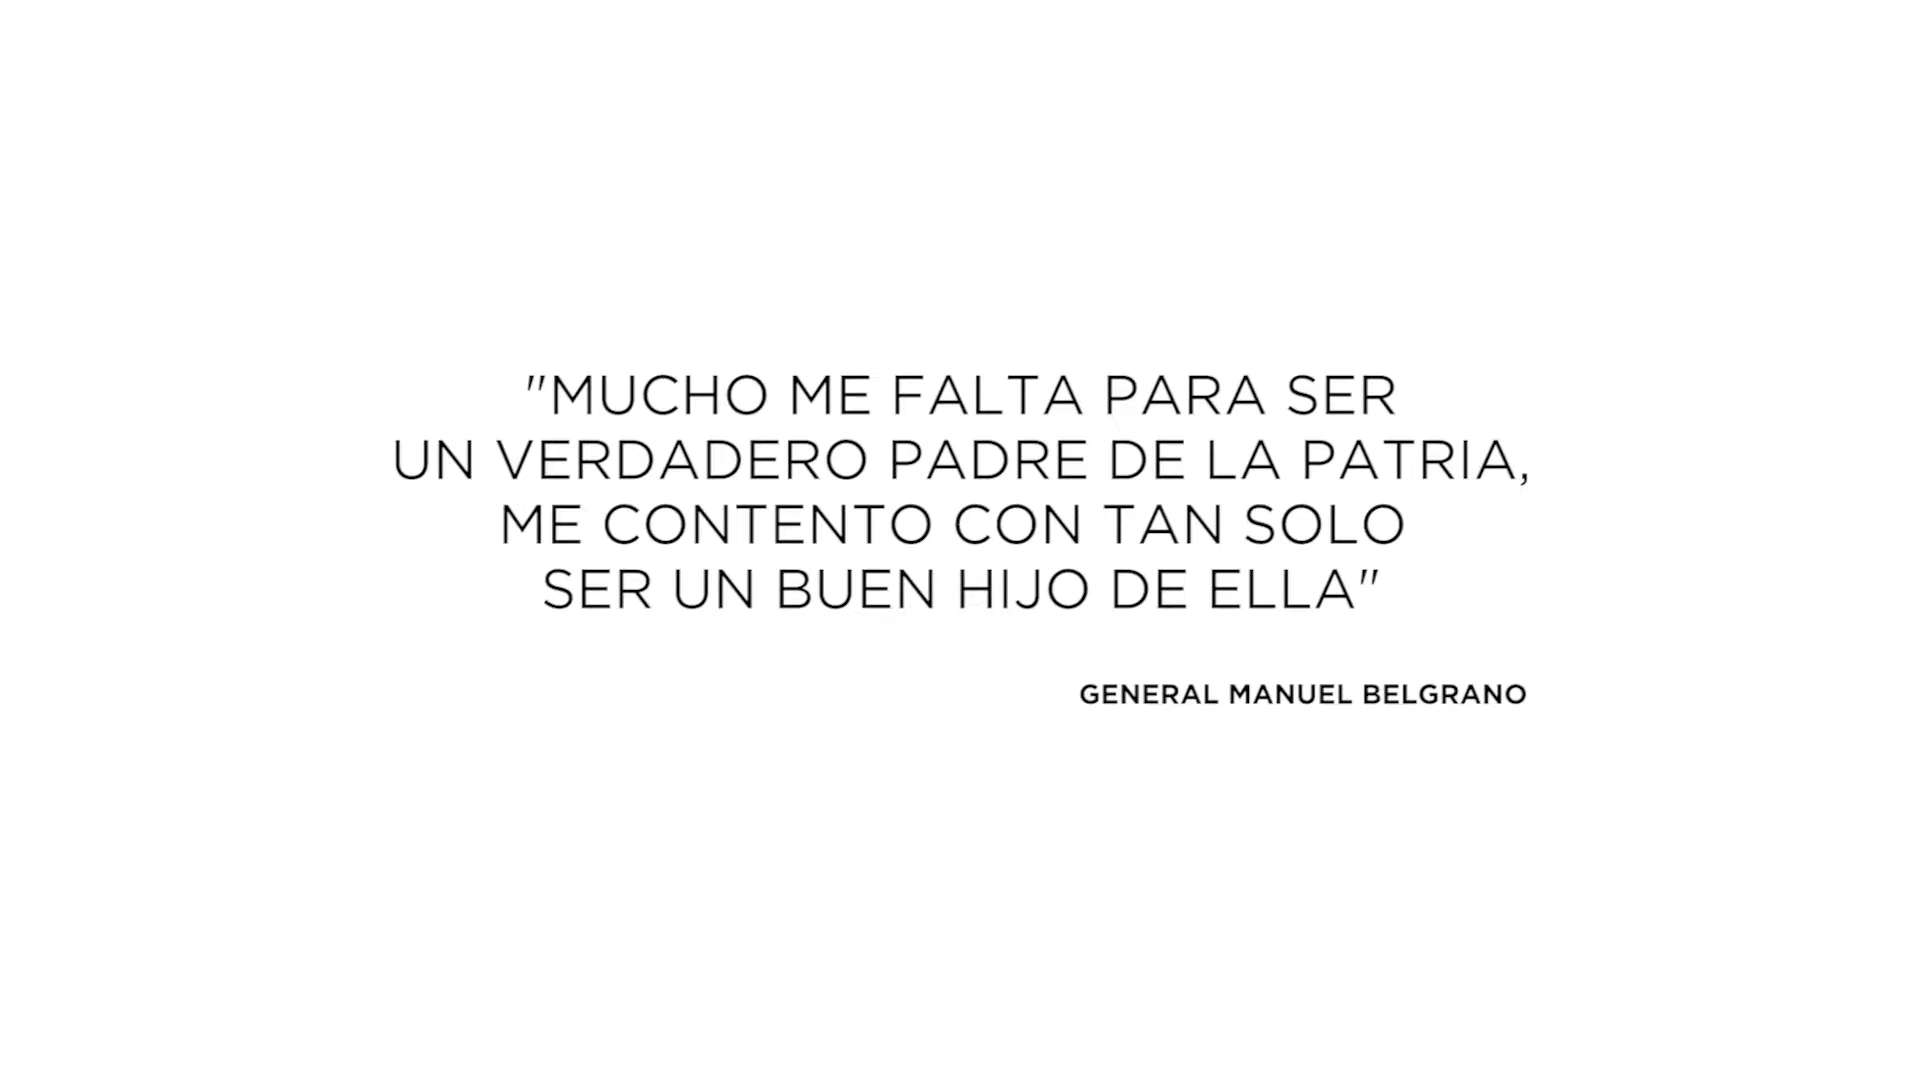 "MUCHO ME FALTA PARA SER
UN VERDADERO PADRE DE LA PATRIA,
ME CONTENTO CON TAN SOLO
SER UN BUEN HIJO DE ELLA"
GENERAL MANUEL BELGRANO